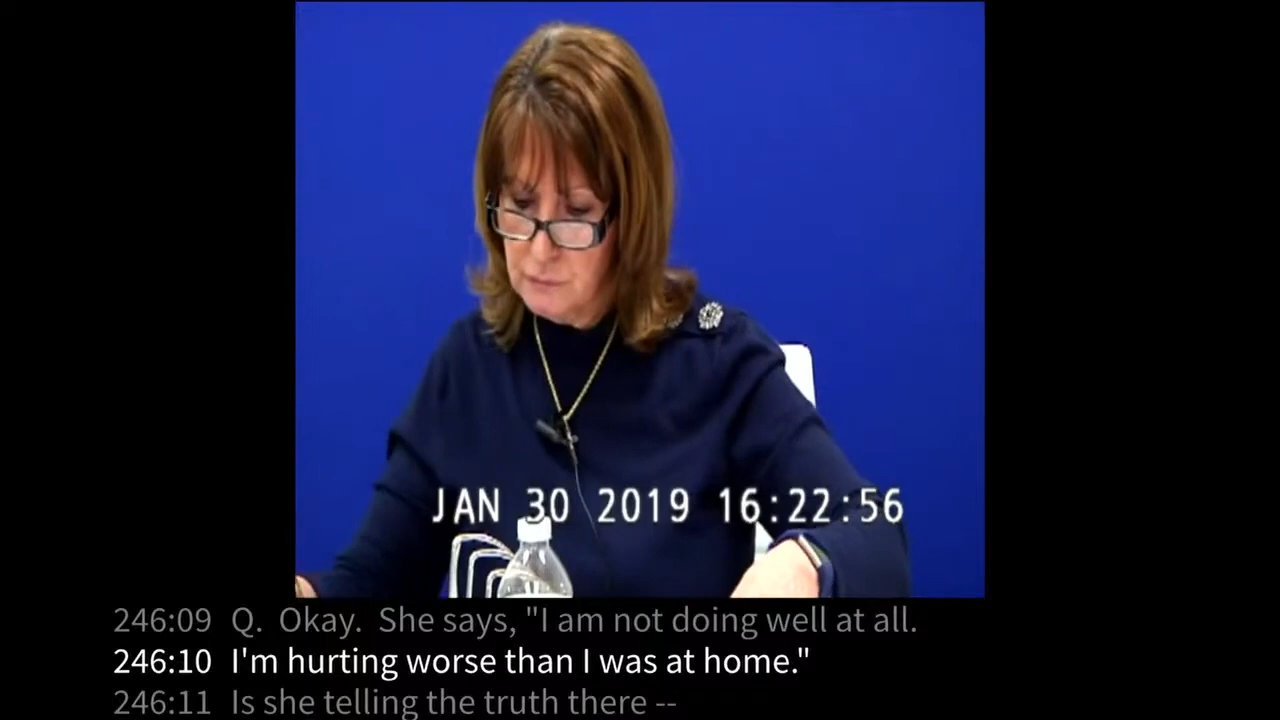 JAN 30 2019 16:22:56
246:09 Q. Okay. She says, "I am not doing well at all.
246:10 I'm hurting worse than I was at home."
246:11 Is she telling the truth there --